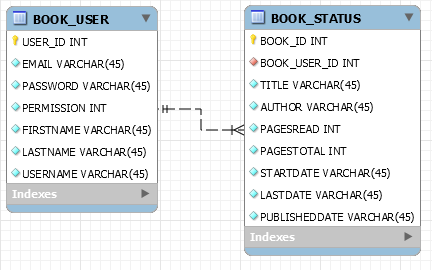 BOOK_USER
USER_ID INT
EMAIL VARCHAR(45)
PASSWORD VARCHAR(45)
PERMISSION INT
FIRSTNAME VARCHAR(45)
LASTNAME VARCHAR(45)
USERNAME VARCHAR(45)
Indexes
BOOK_STATUS
BOOK_ID INT
BOOK_USER_ID INT
TITLE VARCHAR(45)
AUTHOR VARCHAR(45)
PAGESREAD INT
PAGESTOTAL INT
STARTDATE VARCHAR(45)
LASTDATE VARCHAR(45)
PUBLISHEDDATE VARCHAR(45)
Indexes